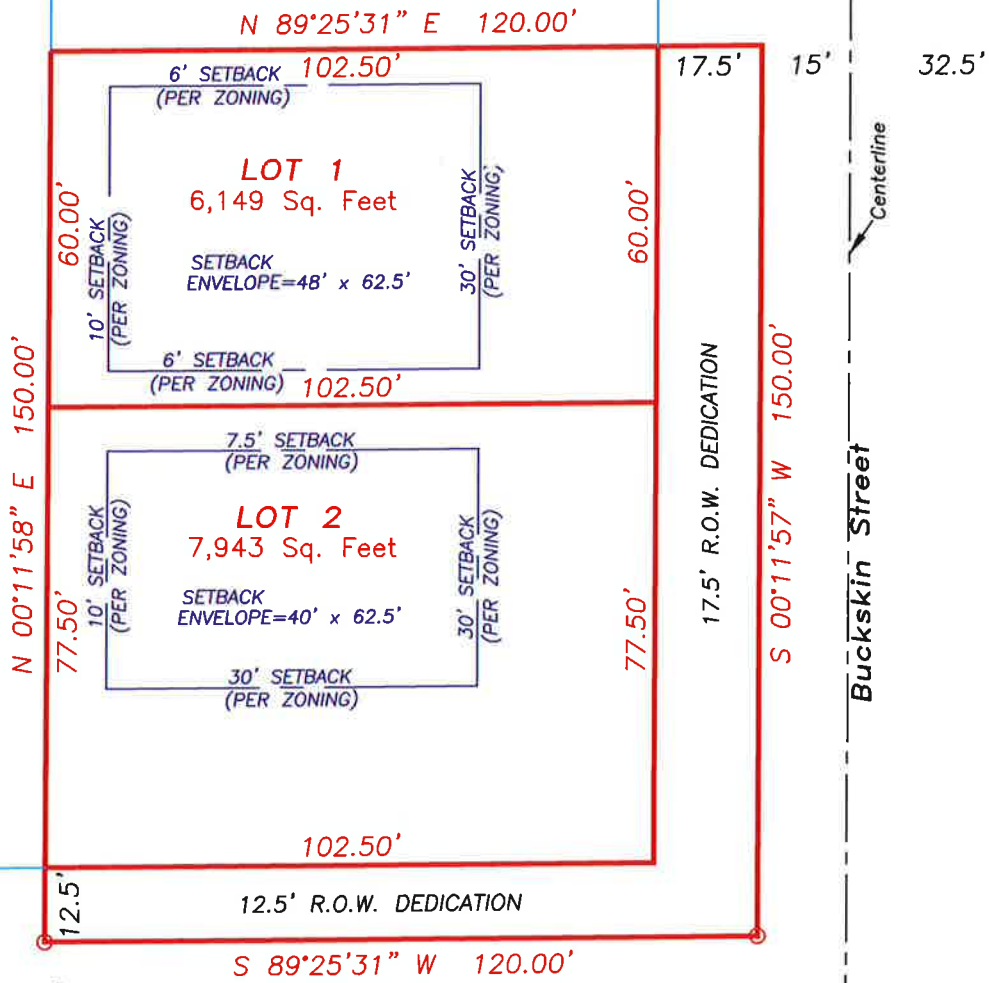 N 89°25'31" E 120.00'
102.50'
17.5'
15'
32.5'
6' SETBACK
(PER ZONING)
LOT 1
6,149 Sq. Feet
SETBACK
ENVELOPE=48' x 62.5'
60.00'
10' SETBACK
(PER ZONING)
30' SETBACK
(PER ZONING)
60.00'
Centerline
6' SETBACK
(PER ZONING)
102.50'
N 00°11'58" E 150.00'
7.5' SETBACK
(PER ZONING)
LOT 2
7,943 Sq. Feet
SETBACK
ENVELOPE=40' x 62.5'
77.50'
10' SETBACK
(PER ZONING)
30' SETBACK
(PER ZONING)
77.50'
17.5' R.O.W. DEDICATION
S 00°11'57" W 150.00'
Buckskin Street
30' SETBACK
(PER ZONING)
102.50'
12.5'
12.5' R.O.W. DEDICATION
S 89°25'31" W 120.00'